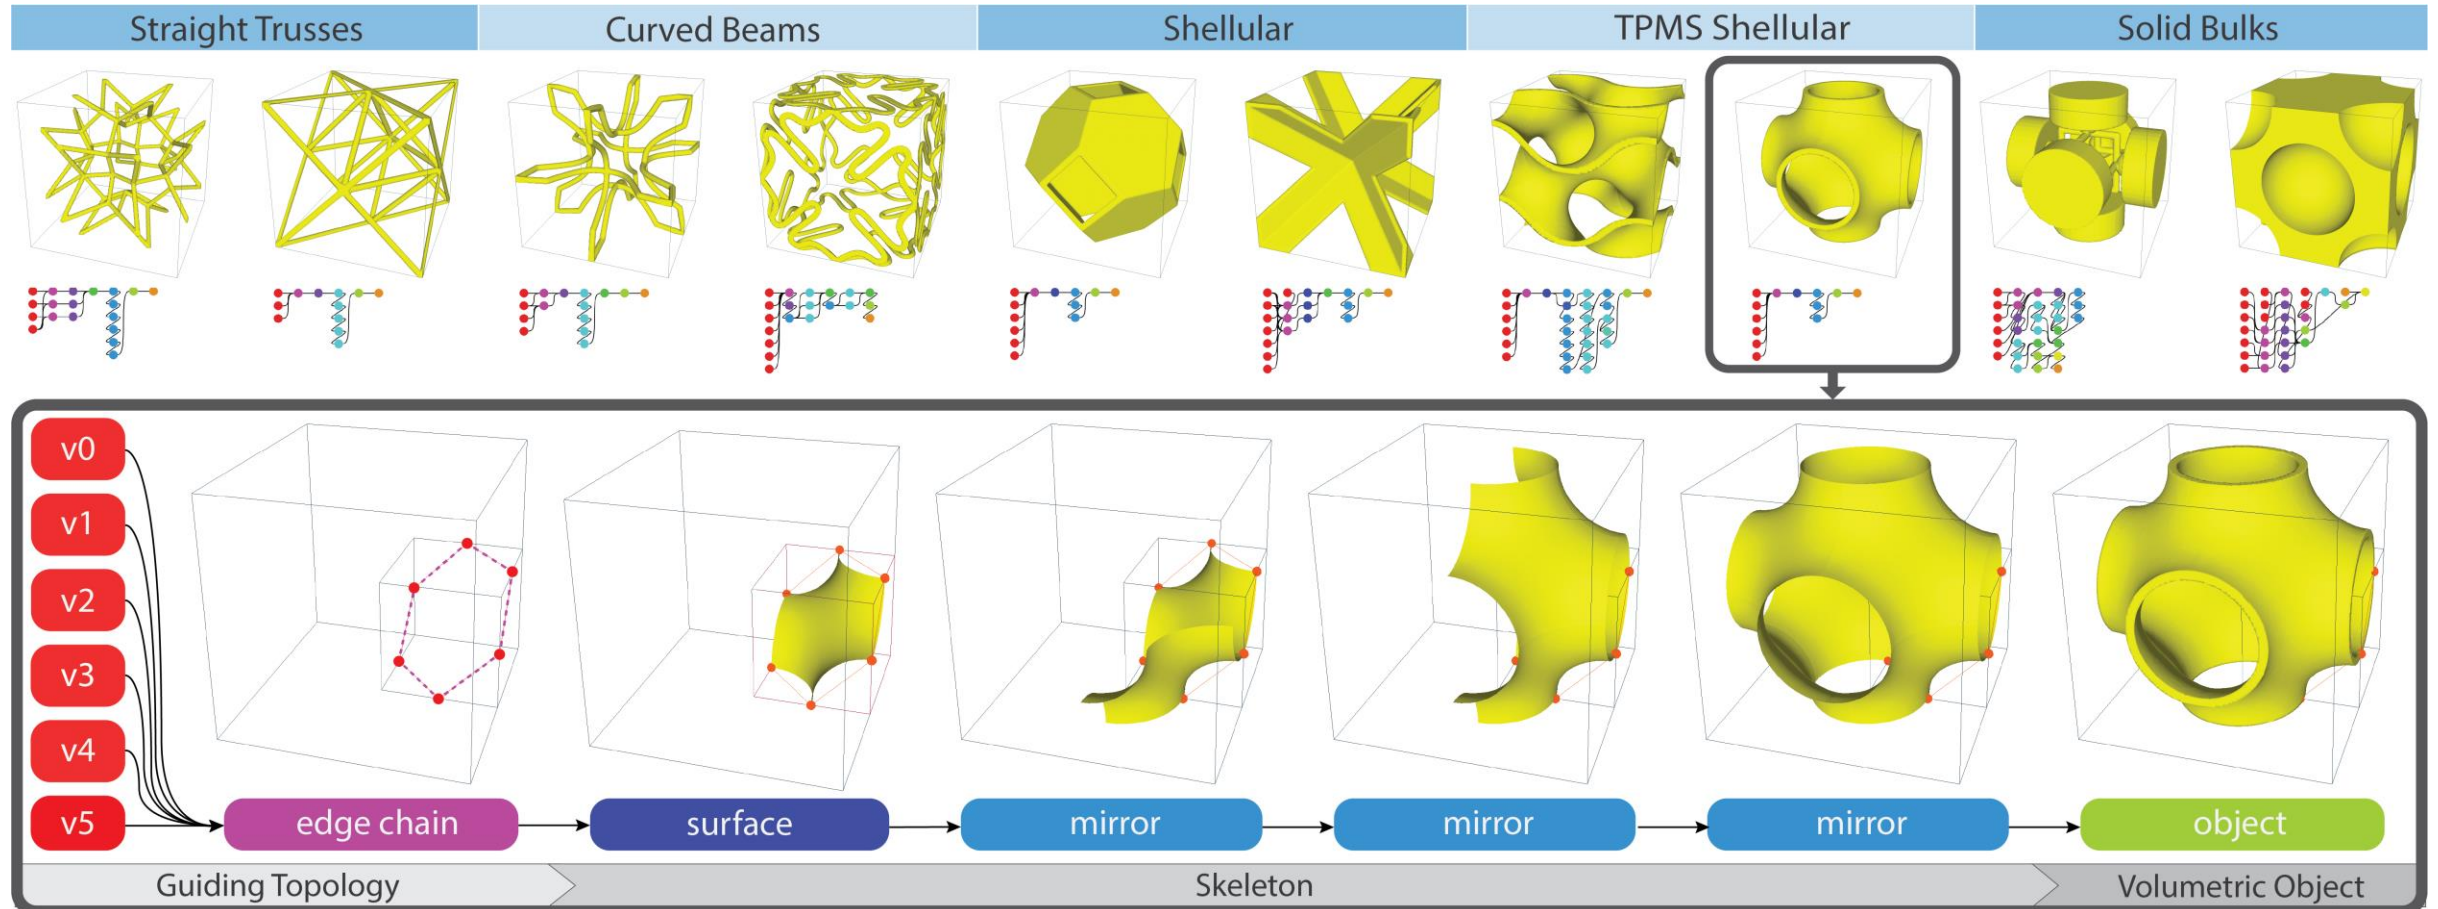 Straight Trusses
Curved Beams
Shellular
TPMS Shellular
Solid Bulks
v0
v1
v2
v3
v4
v5
edge chain
surface
mirror
mirror
mirror
object
Guiding Topology
Skeleton
Volumetric Object